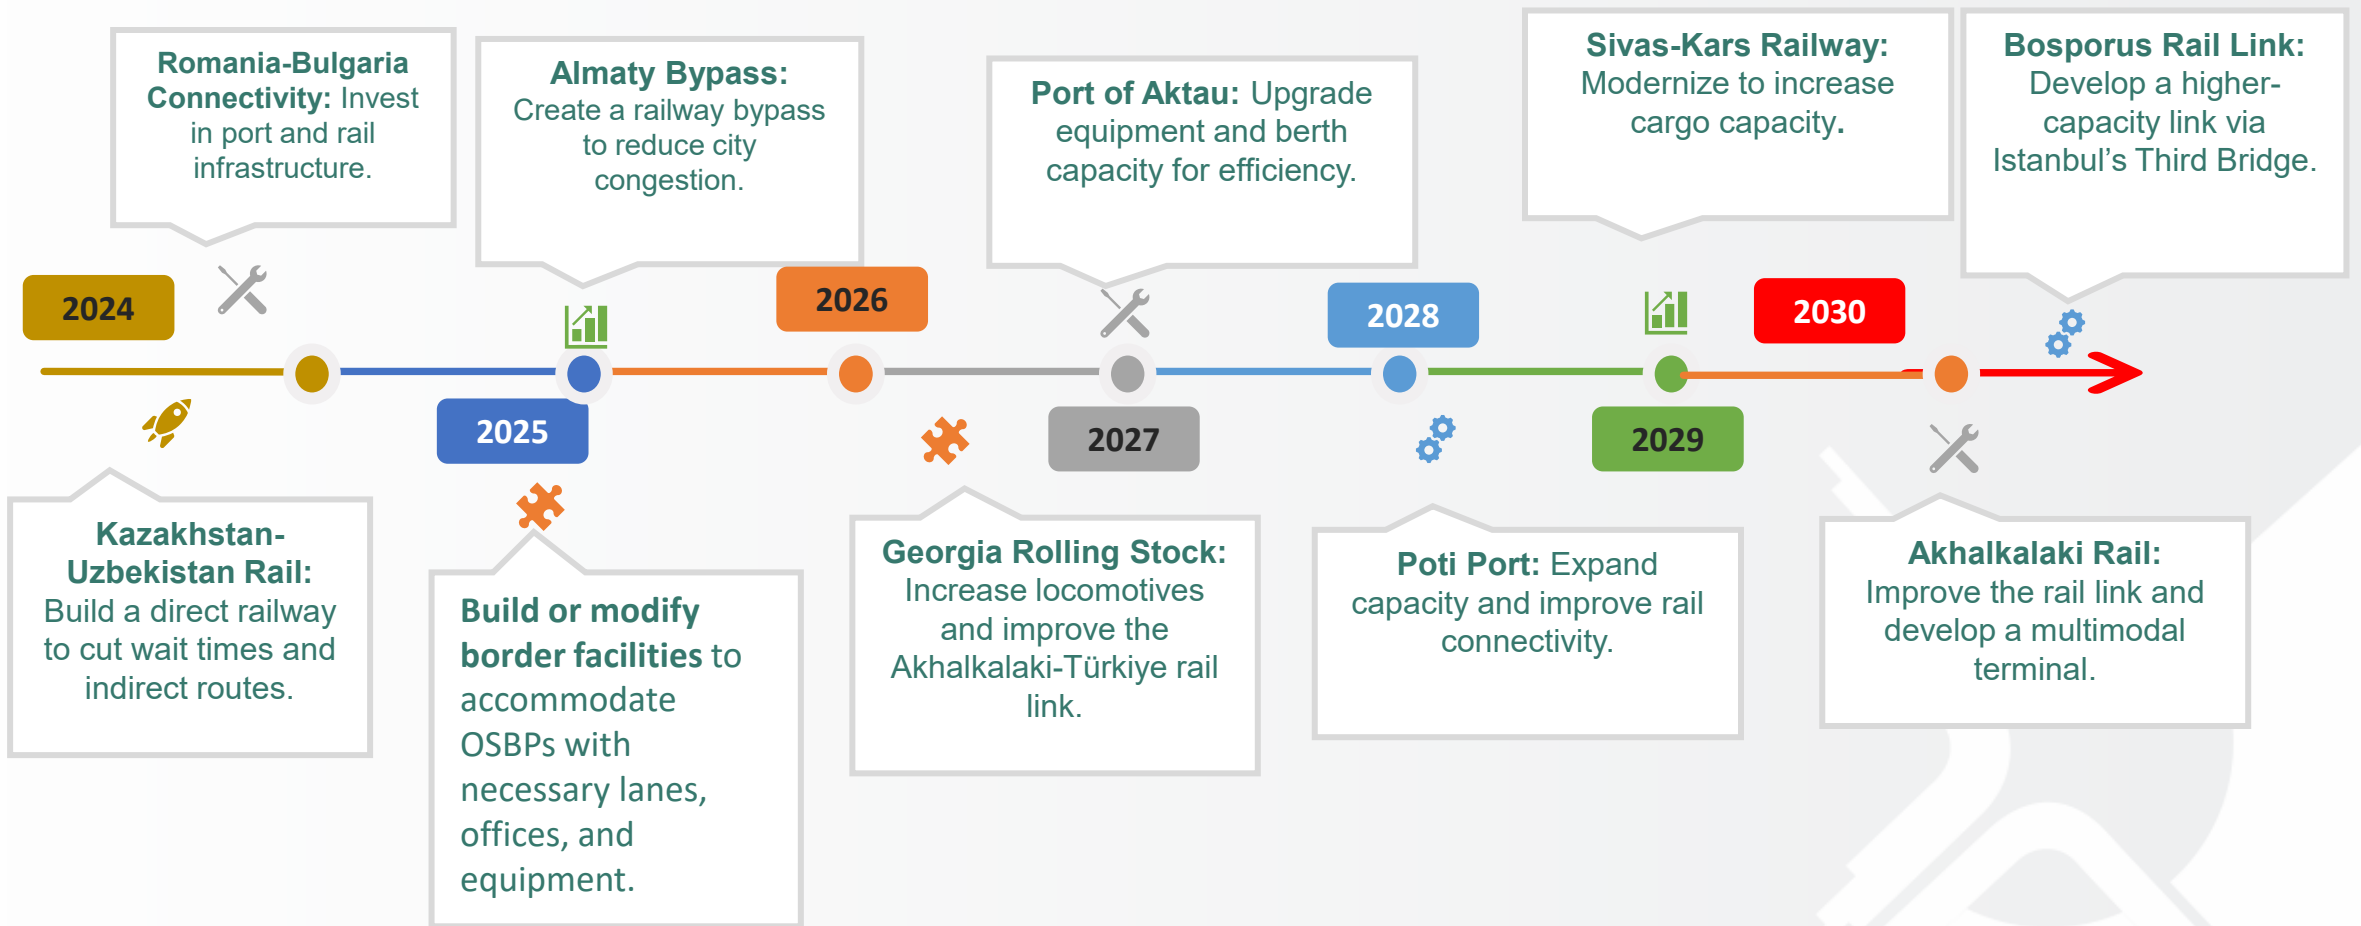 Romania-Bulgaria
Connectivity: Invest
in port and rail
infrastructure.
Almaty Bypass:
Create a railway bypass
to reduce city
congestion.
Port of Aktau: Upgrade
equipment and berth
capacity for efficiency.
Sivas-Kars Railway:
Modernize to increase
cargo capacity.
Bosporus Rail Link:
Develop a higher-
capacity link via
Istanbul’s Third Bridge.
2024
2025
2026
2027
2028
2029
2030
Kazakhstan-
Uzbekistan Rail:
Build a direct railway
to cut wait times and
indirect routes.
Build or modify
border facilities to
accommodate
OSBPs with
necessary lanes,
offices, and
equipment.
Georgia Rolling Stock:
Increase locomotives
and improve the
Akhalkalaki-Türkiye rail
link.
Poti Port: Expand
capacity and improve rail
connectivity.
Akhalkalaki Rail:
Improve the rail link and
develop a multimodal
terminal.